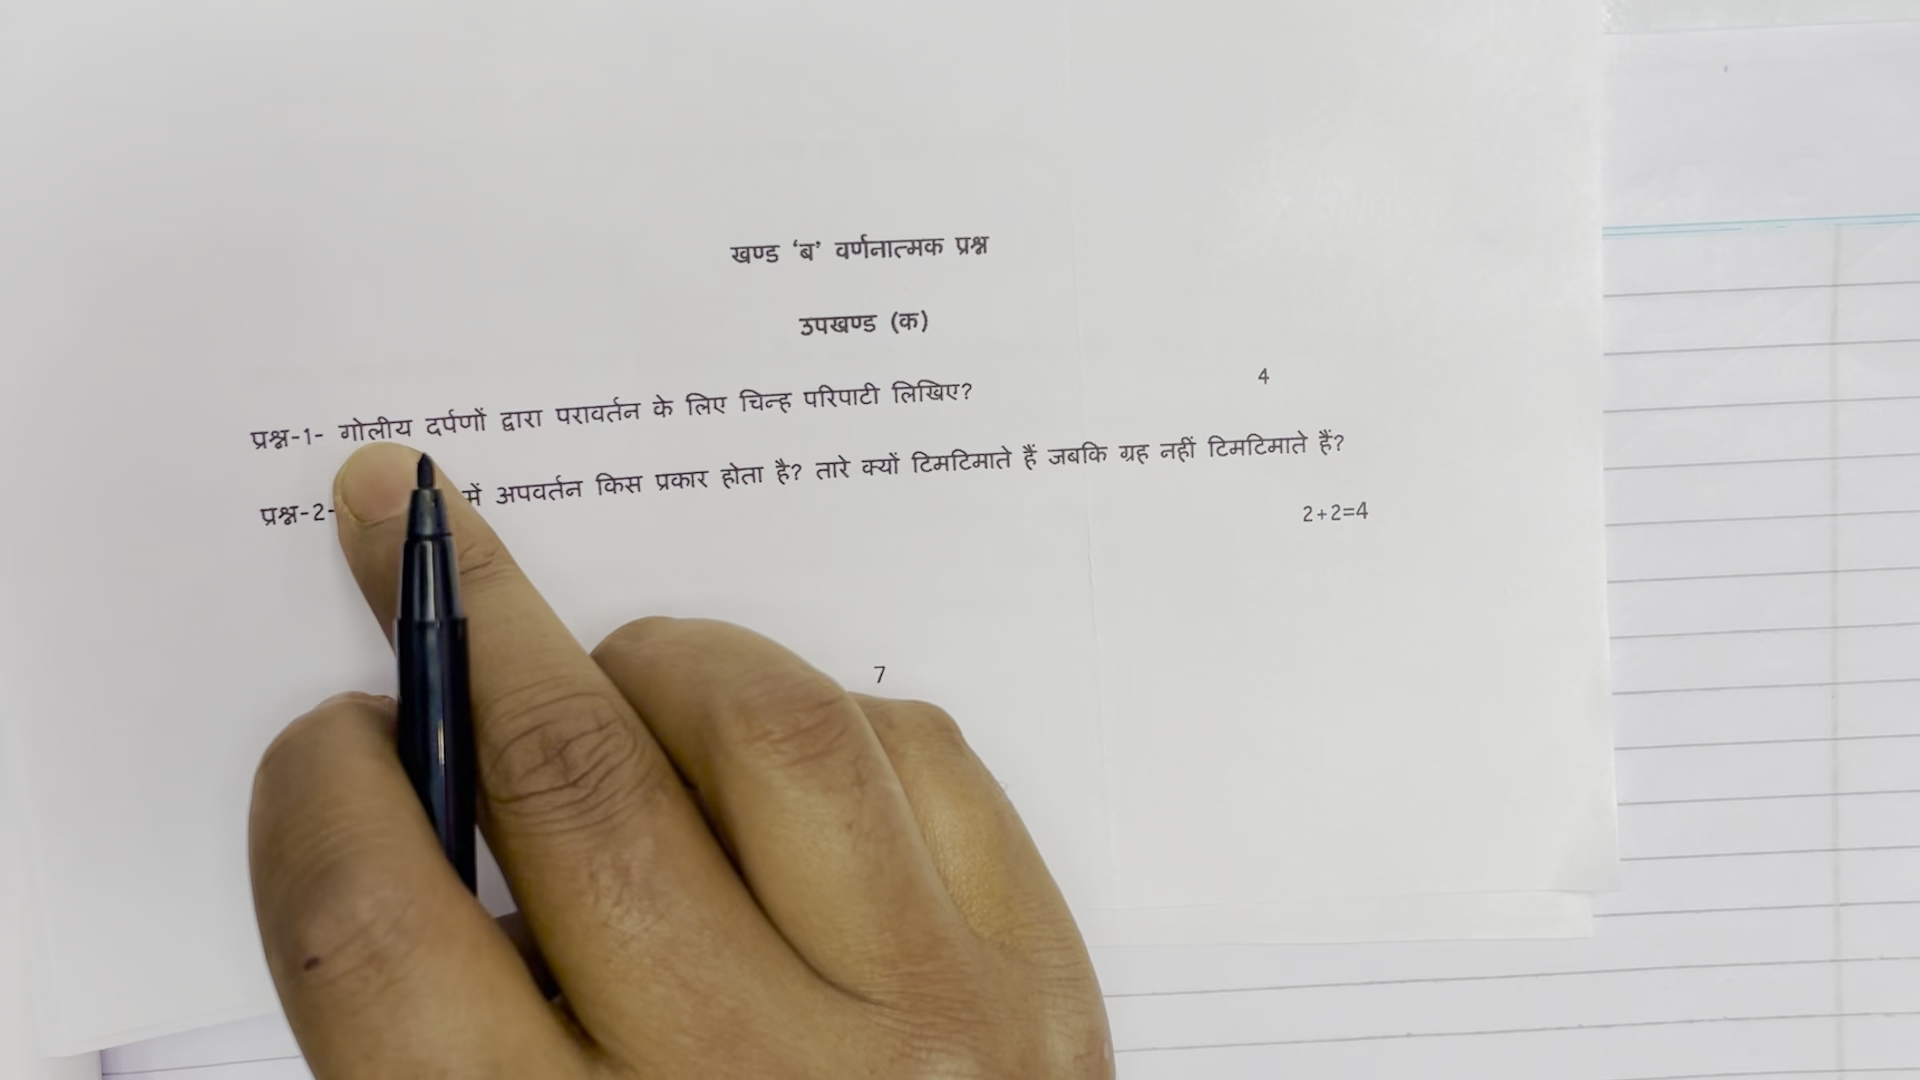 खण्ड ‘ब’ वर्णनात्मक प्रश्न
उपखण्ड (क)
प्रश्न-1- गोलीय दर्पणों द्वारा परावर्तन के लिए चिन्ह परिपाटी लिखिए? 4
प्रश्न-2- में अपवर्तन किस प्रकार होता है? तारे क्यों टिमटिमाते हैं जबकि ग्रह नहीं टिमटिमाते हैं?
2+2=4
7